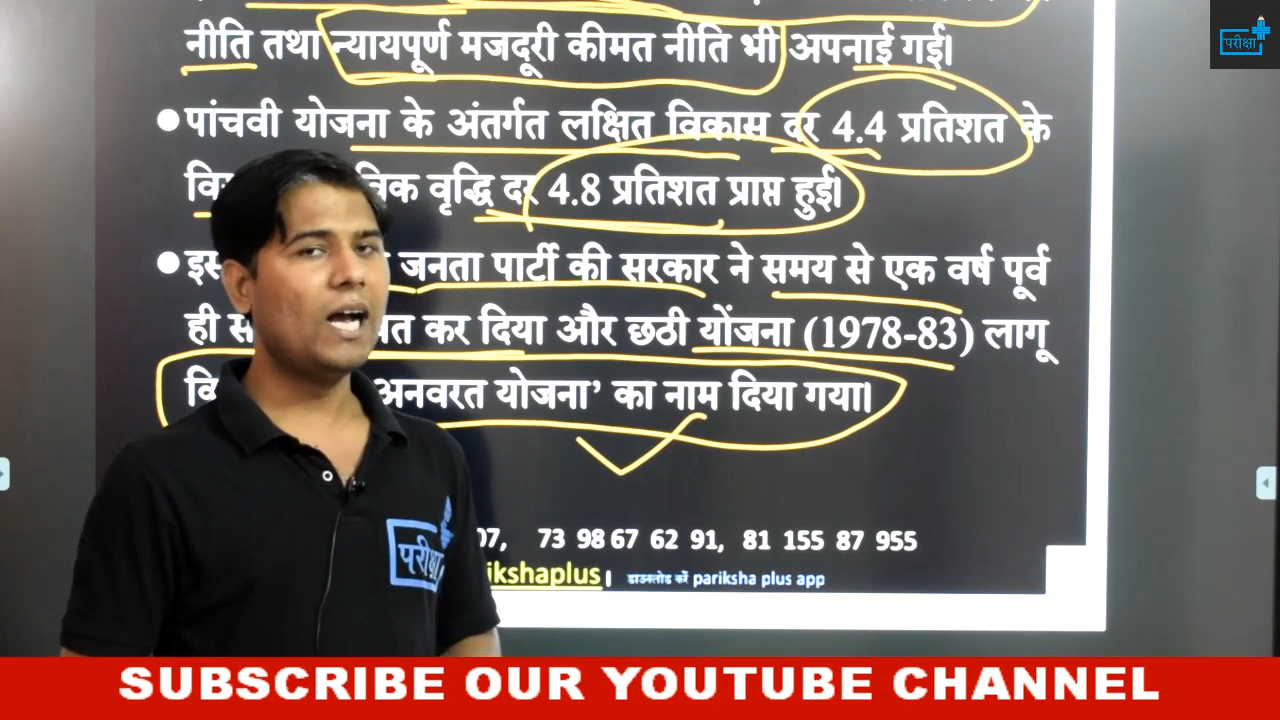 परीक्षा
नीति तथा न्यायपूर्ण मजदूरी कीमत नीति भी अपनाई गई।
●पांचवी योजना के अंतर्गत लक्षित विकास दर 4.4 प्रतिशत के
वृद्धि दर 4.8 प्रतिशत प्राप्त हुई।
● जनता पार्टी की सरकार ने समय से एक वर्ष पूर्व
ही कर दिया और छठी योंजना (1978-83) लागू
अनवरत योजना’ का नाम दिया गया।
07, 73 98 67 62 91, 81 155 87 955
ikshaplus। डाउनलोड करें pariksha plus app
परीक्षा
SUBSCRIBE OUR YOUTUBE CHANNEL